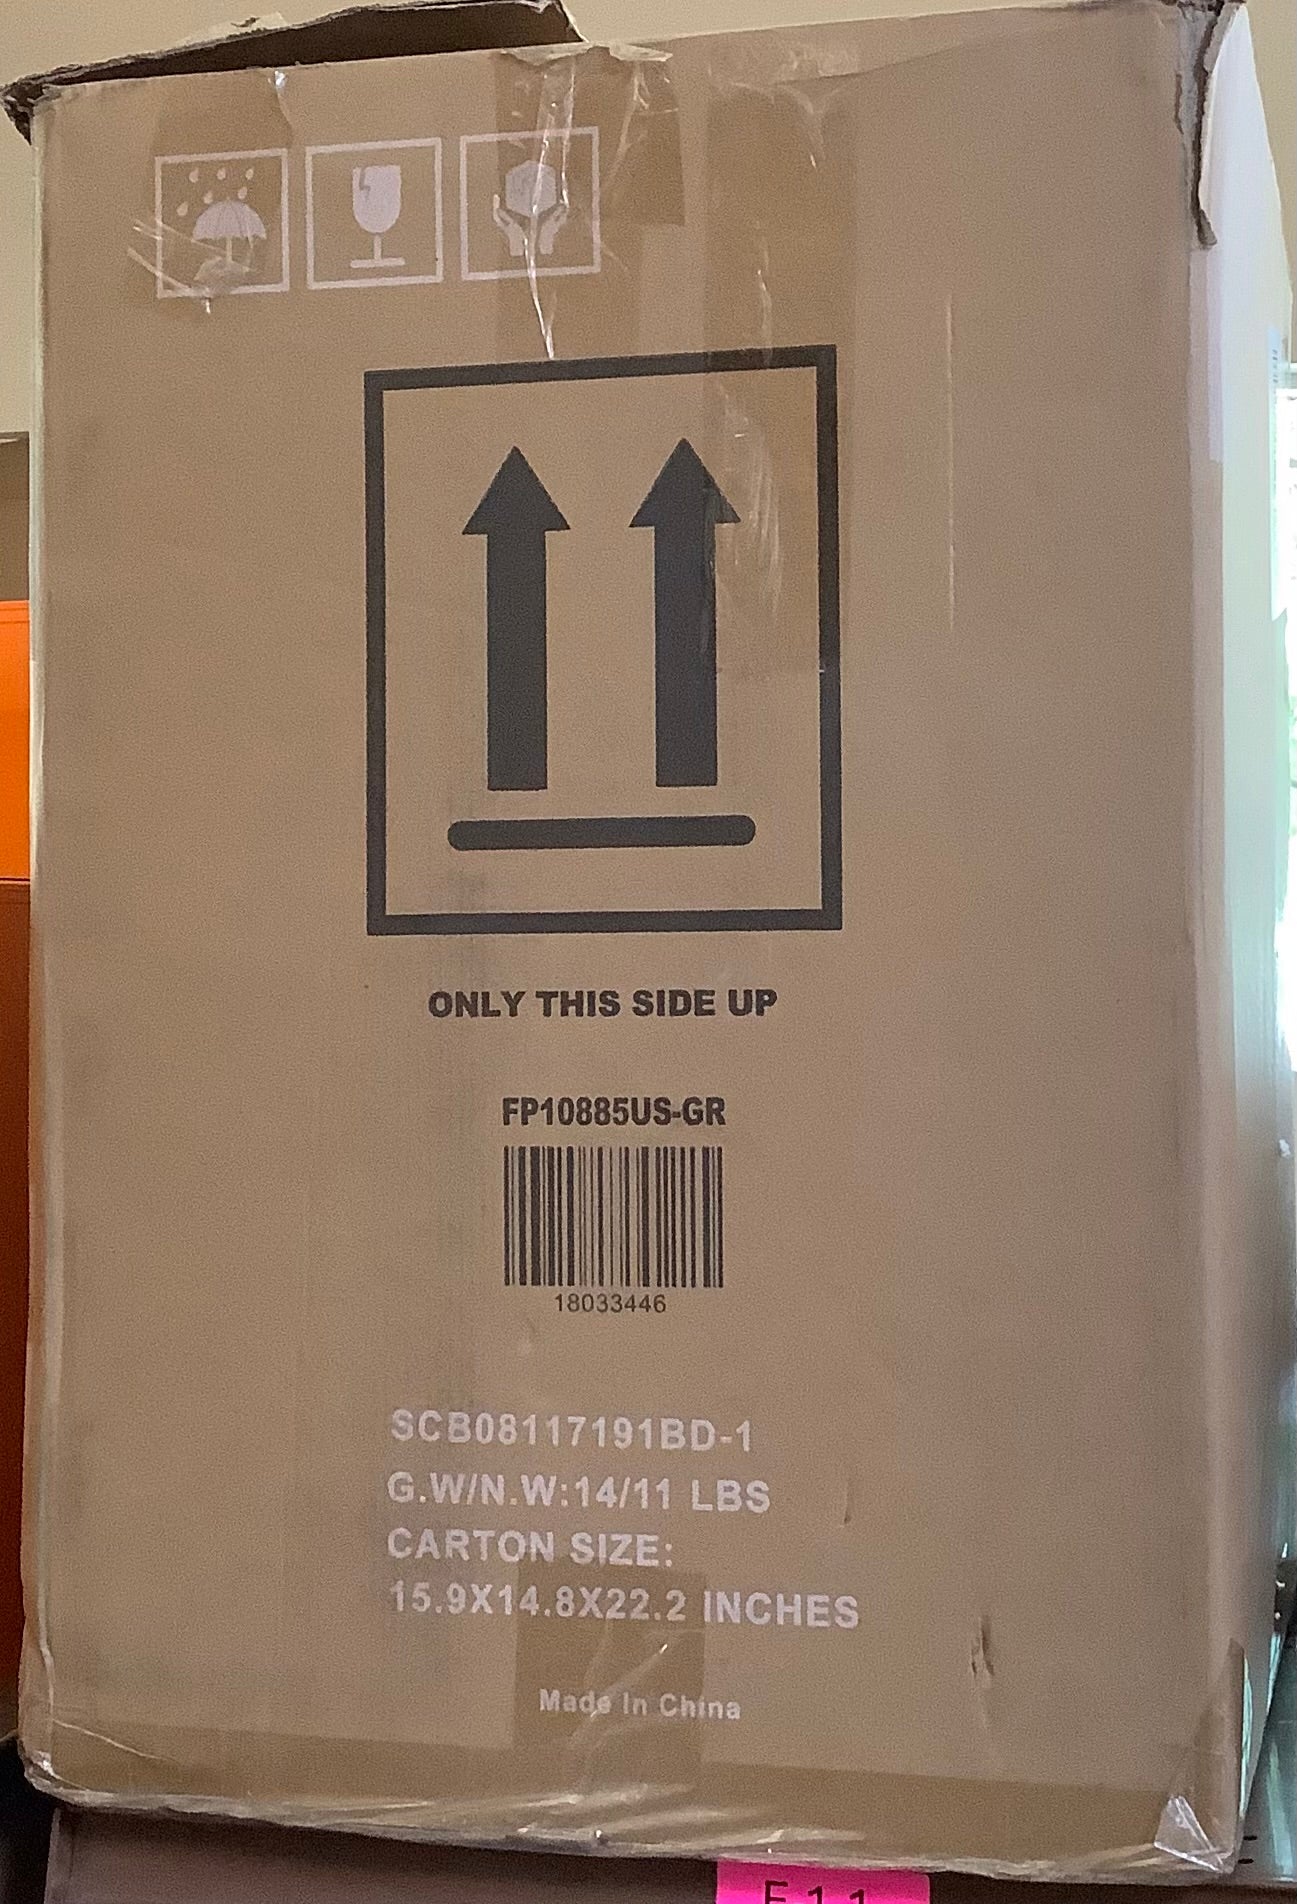 ONLY THIS SIDE UP
FP10885US-GR
18033446
SCB08117191BD-1
G.W/N.W:14/11 LBS
CARTON SIZE:
15.9X14.8X22.2 INCHES
Made In China